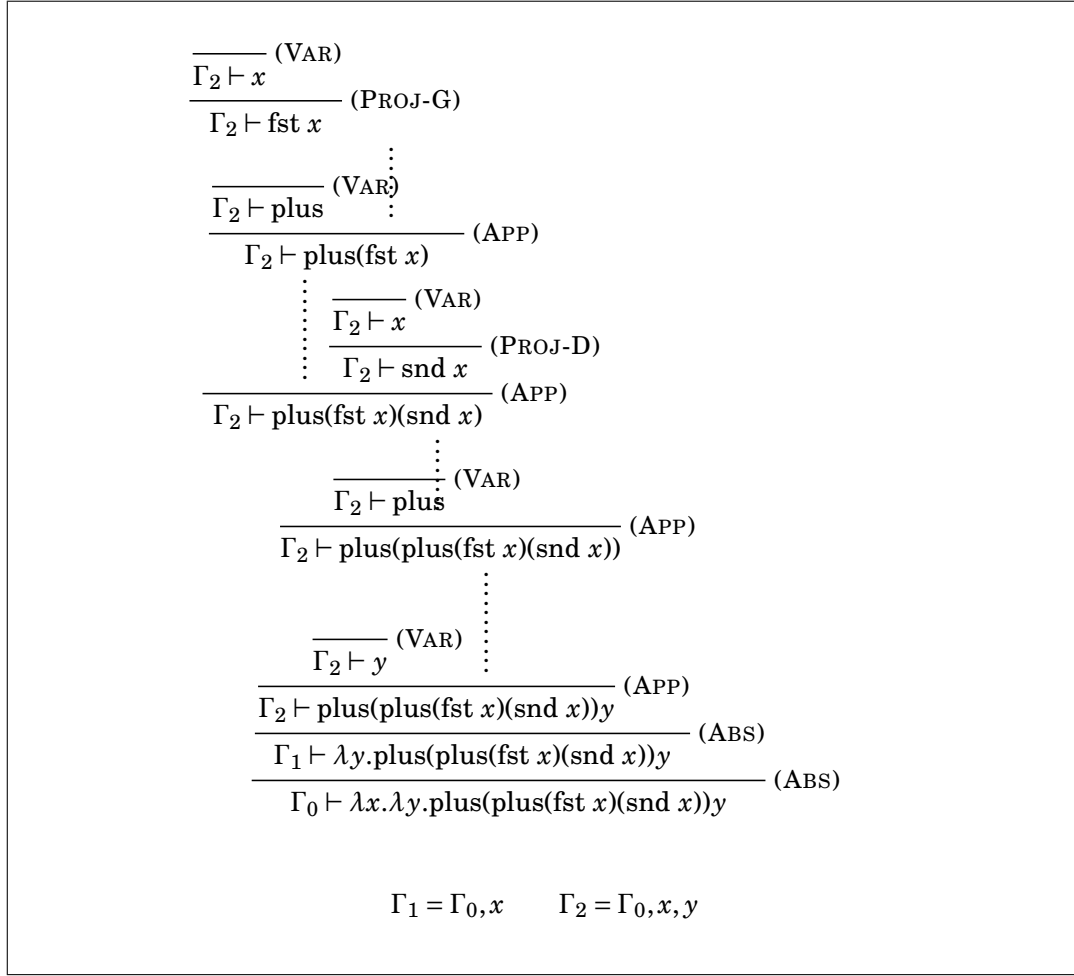 (VAR)
Γ₂ ⊢ x
(PROJ-G)
Γ₂ ⊢ fst x
(VAR)
Γ₂ ⊢ plus
(APP)
Γ₂ ⊢ plus(fst x)
(VAR)
Γ₂ ⊢ x
(PROJ-D)
Γ₂ ⊢ snd x
(APP)
Γ₂ ⊢ plus(fst x)(snd x)
(VAR)
Γ₂ ⊢ plus
(APP)
Γ₂ ⊢ plus(plus(fst x)(snd x))
(VAR)
Γ₂ ⊢ y
(APP)
Γ₂ ⊢ plus(plus(fst x)(snd x))y
(ABS)
Γ₁ ⊢ λy.plus(plus(fst x)(snd x))y
(ABS)
Γ₀ ⊢ λx.λy.plus(plus(fst x)(snd x))y
Γ₁ = Γ₀,x Γ₂ = Γ₀,x,y